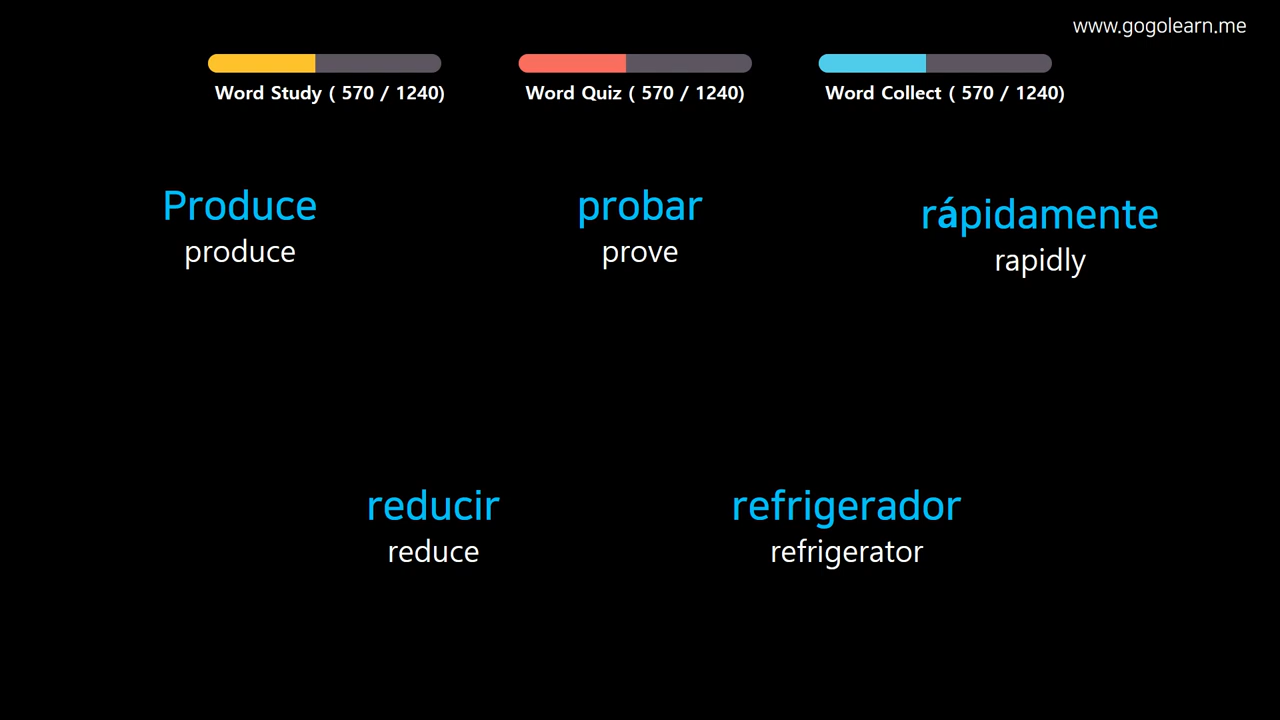 www.gogolearn.me
Word Study ( 570 / 1240)
Word Quiz ( 570 / 1240)
Word Collect ( 570 / 1240)
Produce
produce
probar
prove
rápidamente
rapidly
reducir
reduce
refrigerador
refrigerator